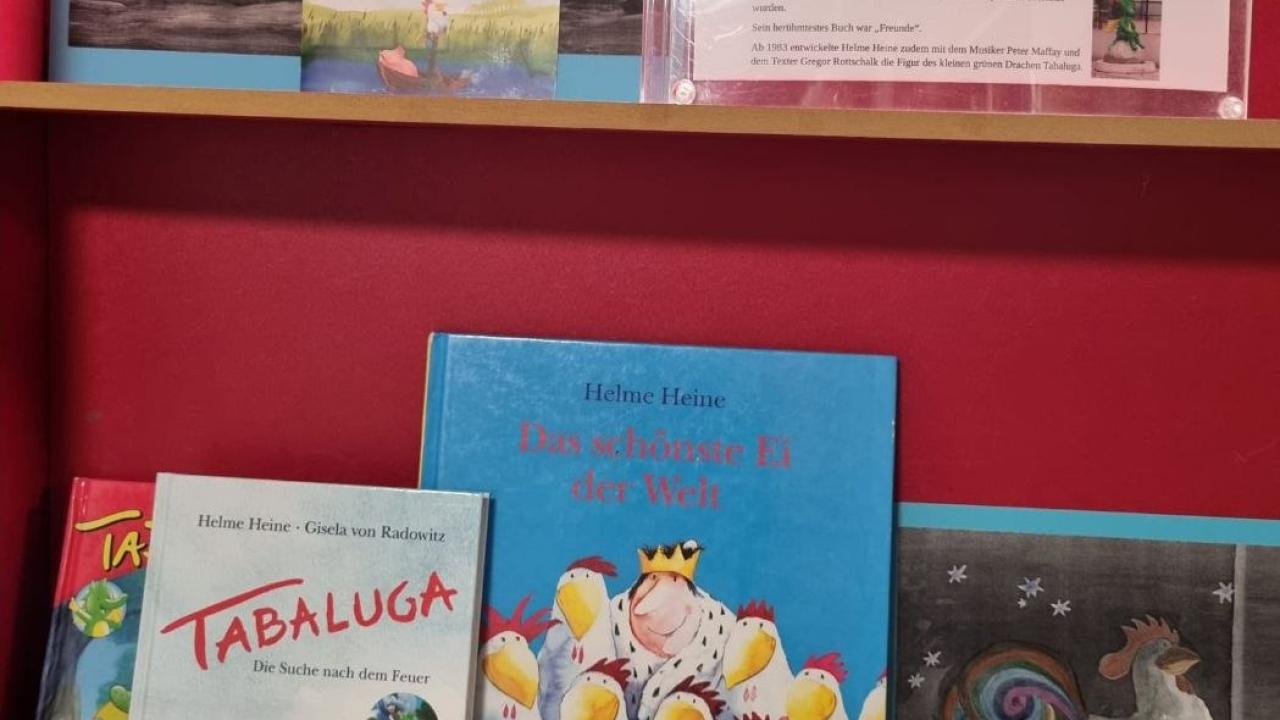 wurden.
Sein berühmtestes Buch war „Freunde“.
Ab 1983 entwickelte Helme Heine zudem mit dem Musiker Peter Maffay und
dem Texter Gregor Rottschalk die Figur des kleinen grünen Drachen Tabaluga.
Helme Heine
Das schönste Ei
der Welt
Helme Heine · Gisela von Radowitz
TABALUGA
Die Suche nach dem Feuer